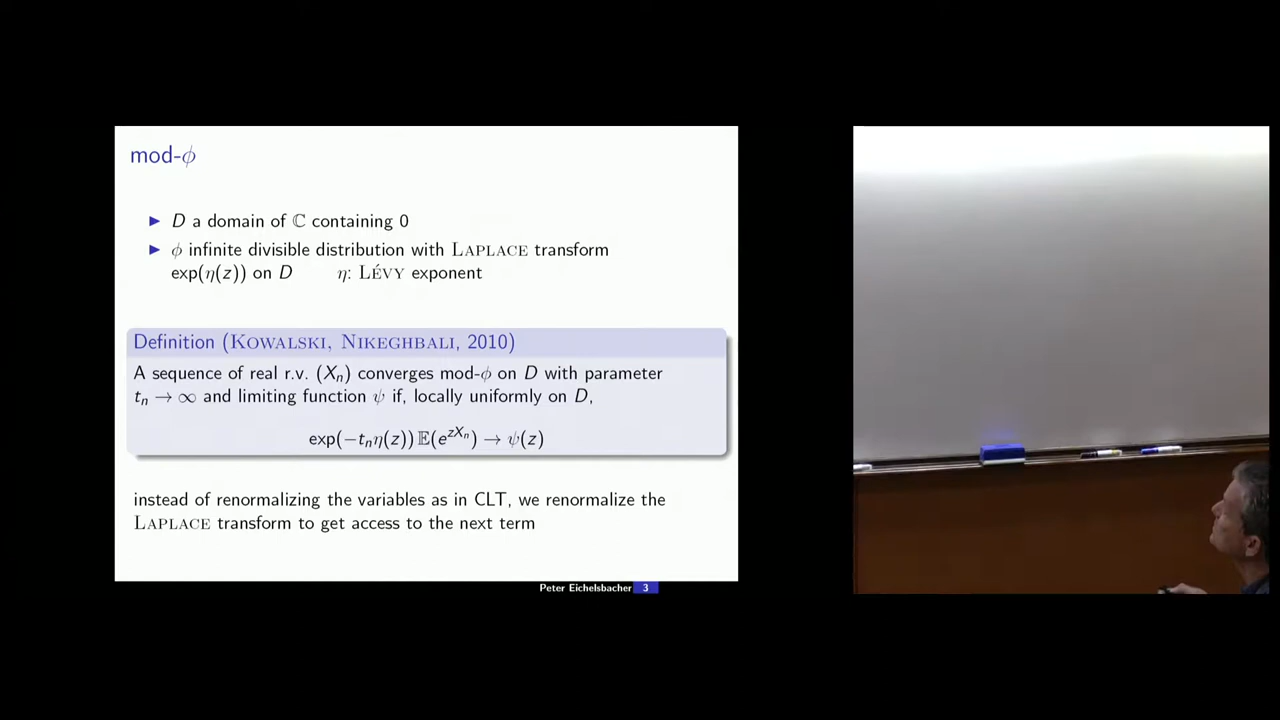 mod-ϕ
▶ D a domain of ℂ containing 0
▶ ϕ infinite divisible distribution with LAPLACE transform
exp(η(z)) on D η: LÉVY exponent
Definition (KOWALSKI, NIKEGHBALI, 2010)
A sequence of real r.v. (Xₙ) converges mod-ϕ on D with parameter
tₙ → ∞ and limiting function ψ if, locally uniformly on D,
exp(−tₙη(z)) 𝔼(e^{zXₙ}) → ψ(z)
instead of renormalizing the variables as in CLT, we renormalize the
LAPLACE transform to get access to the next term
Peter Eichelsbacher 3